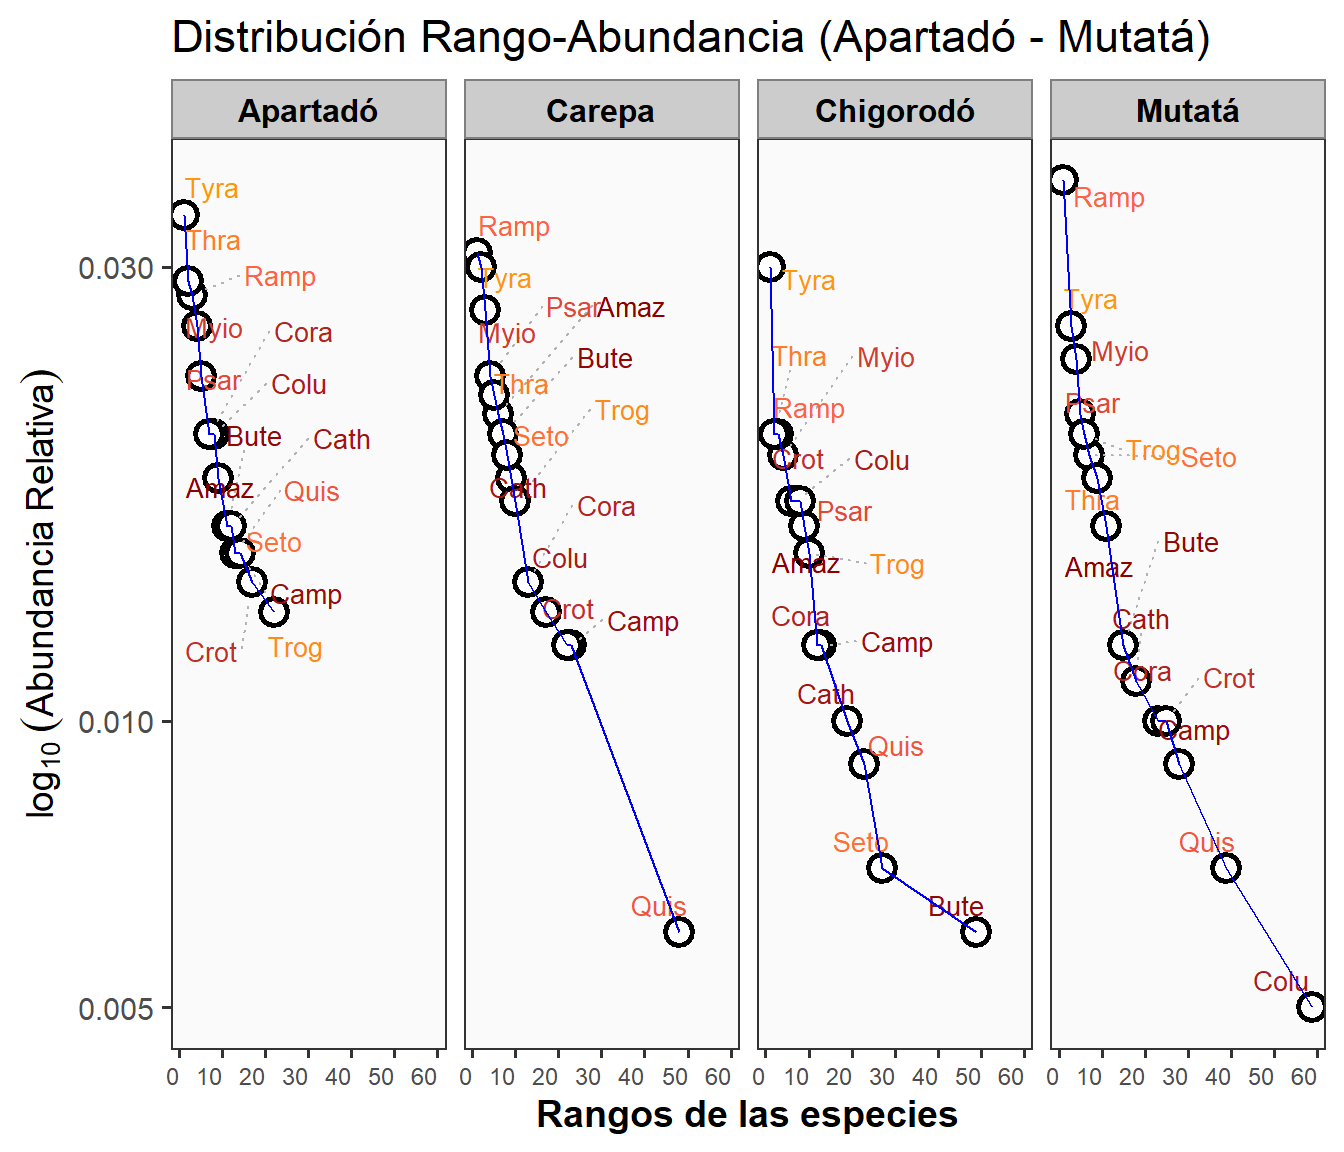 Distribución Rango-Abundancia (Apartadó - Mutatá)
Apartadó
Carepa
Chigorodó
Mutatá
log10 (Abundancia Relativa)
0.030
0.010
0.005
Tyra
Thra
Ramp
Myio
Cora
Psar
Colu
Bute
Cath
Amaz
Quis
Seto
Camp
Crot
Trog
Ramp
Tyra
Psar
Amaz
Myio
Bute
Thra
Trog
Seto
Cath
Cora
Colu
Crot
Camp
Quis
Tyra
Thra
Myio
Ramp
Crot
Colu
Psar
Amaz
Trog
Cora
Camp
Cath
Quis
Seto
Bute
Ramp
Tyra
Myio
Psar
Trog
Seto
Thra
Bute
Amaz
Cath
Cora
Crot
Camp
Quis
Colu
0 10 20 30 40 50 60
0 10 20 30 40 50 60
0 10 20 30 40 50 60
0 10 20 30 40 50 60
Rangos de las especies